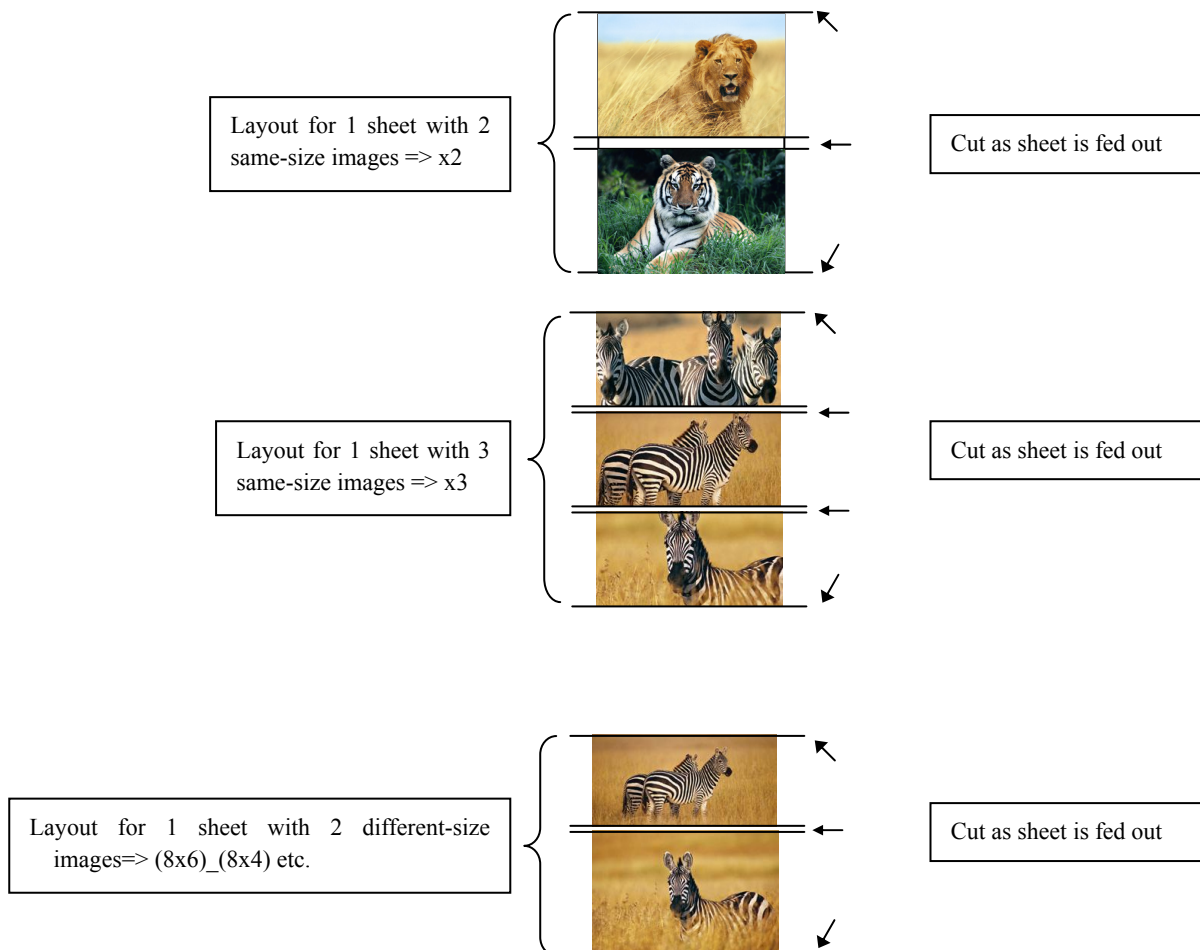 Layout for 1 sheet with 2
same-size images => x2
Cut as sheet is fed out
Layout for 1 sheet with 3
same-size images => x3
Cut as sheet is fed out
Layout for 1 sheet with 2 different-size
images=> (8x6)_(8x4) etc.
Cut as sheet is fed out